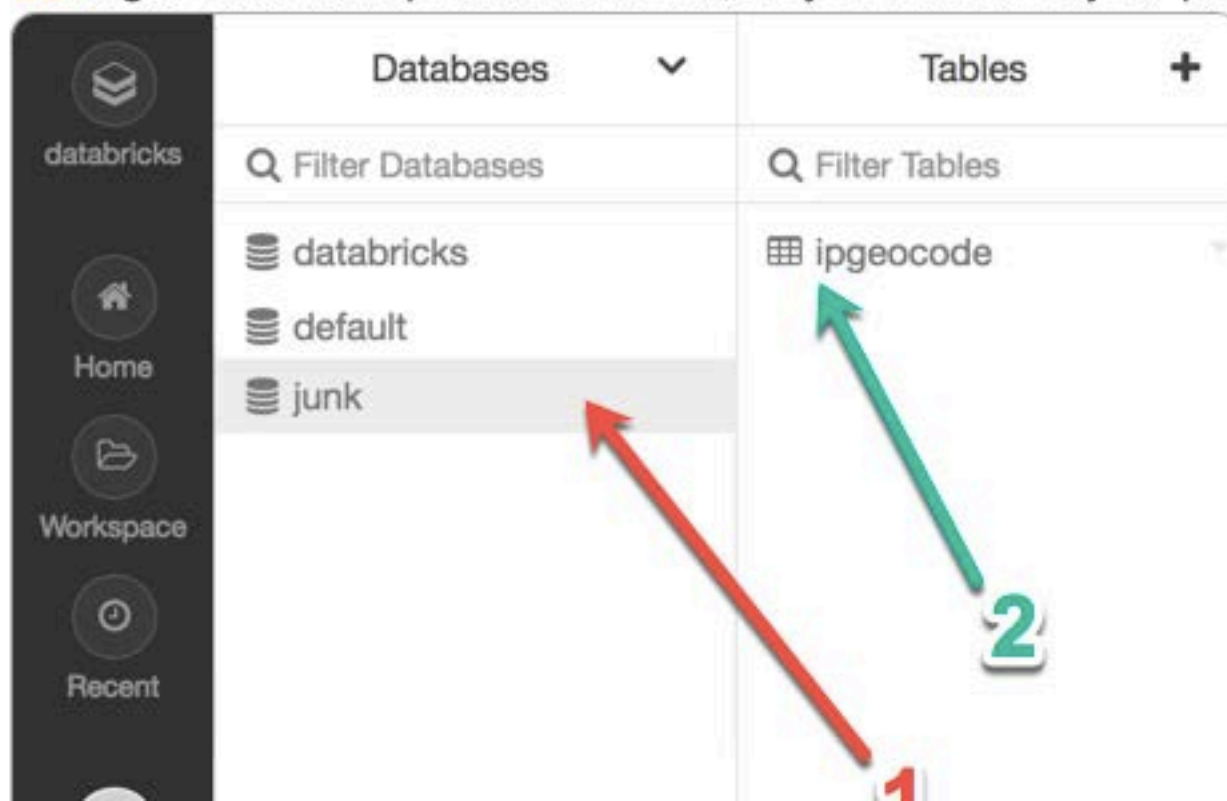 databricks
Home
Workspace
Recent
Databases
Filter Databases
databricks
default
junk
Tables
Filter Tables
ipgeocode
2
1